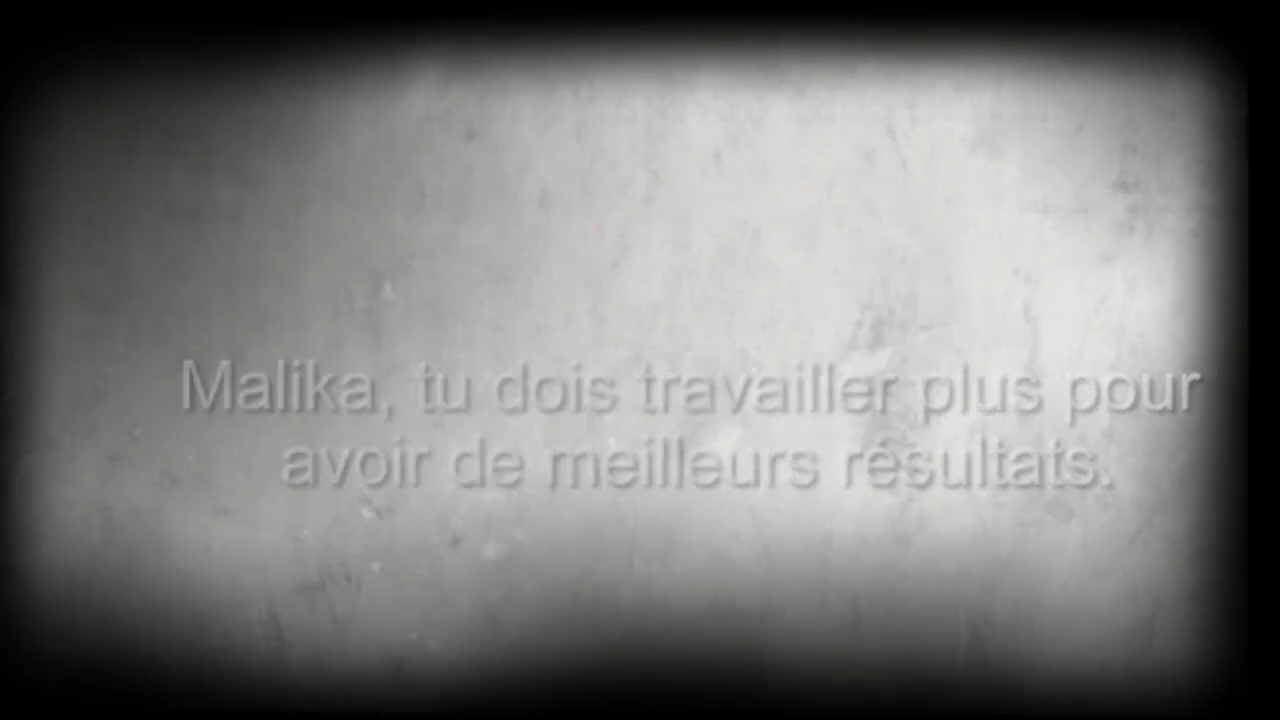 Malika, tu dois travailler plus pour
avoir de meilleurs résultats.